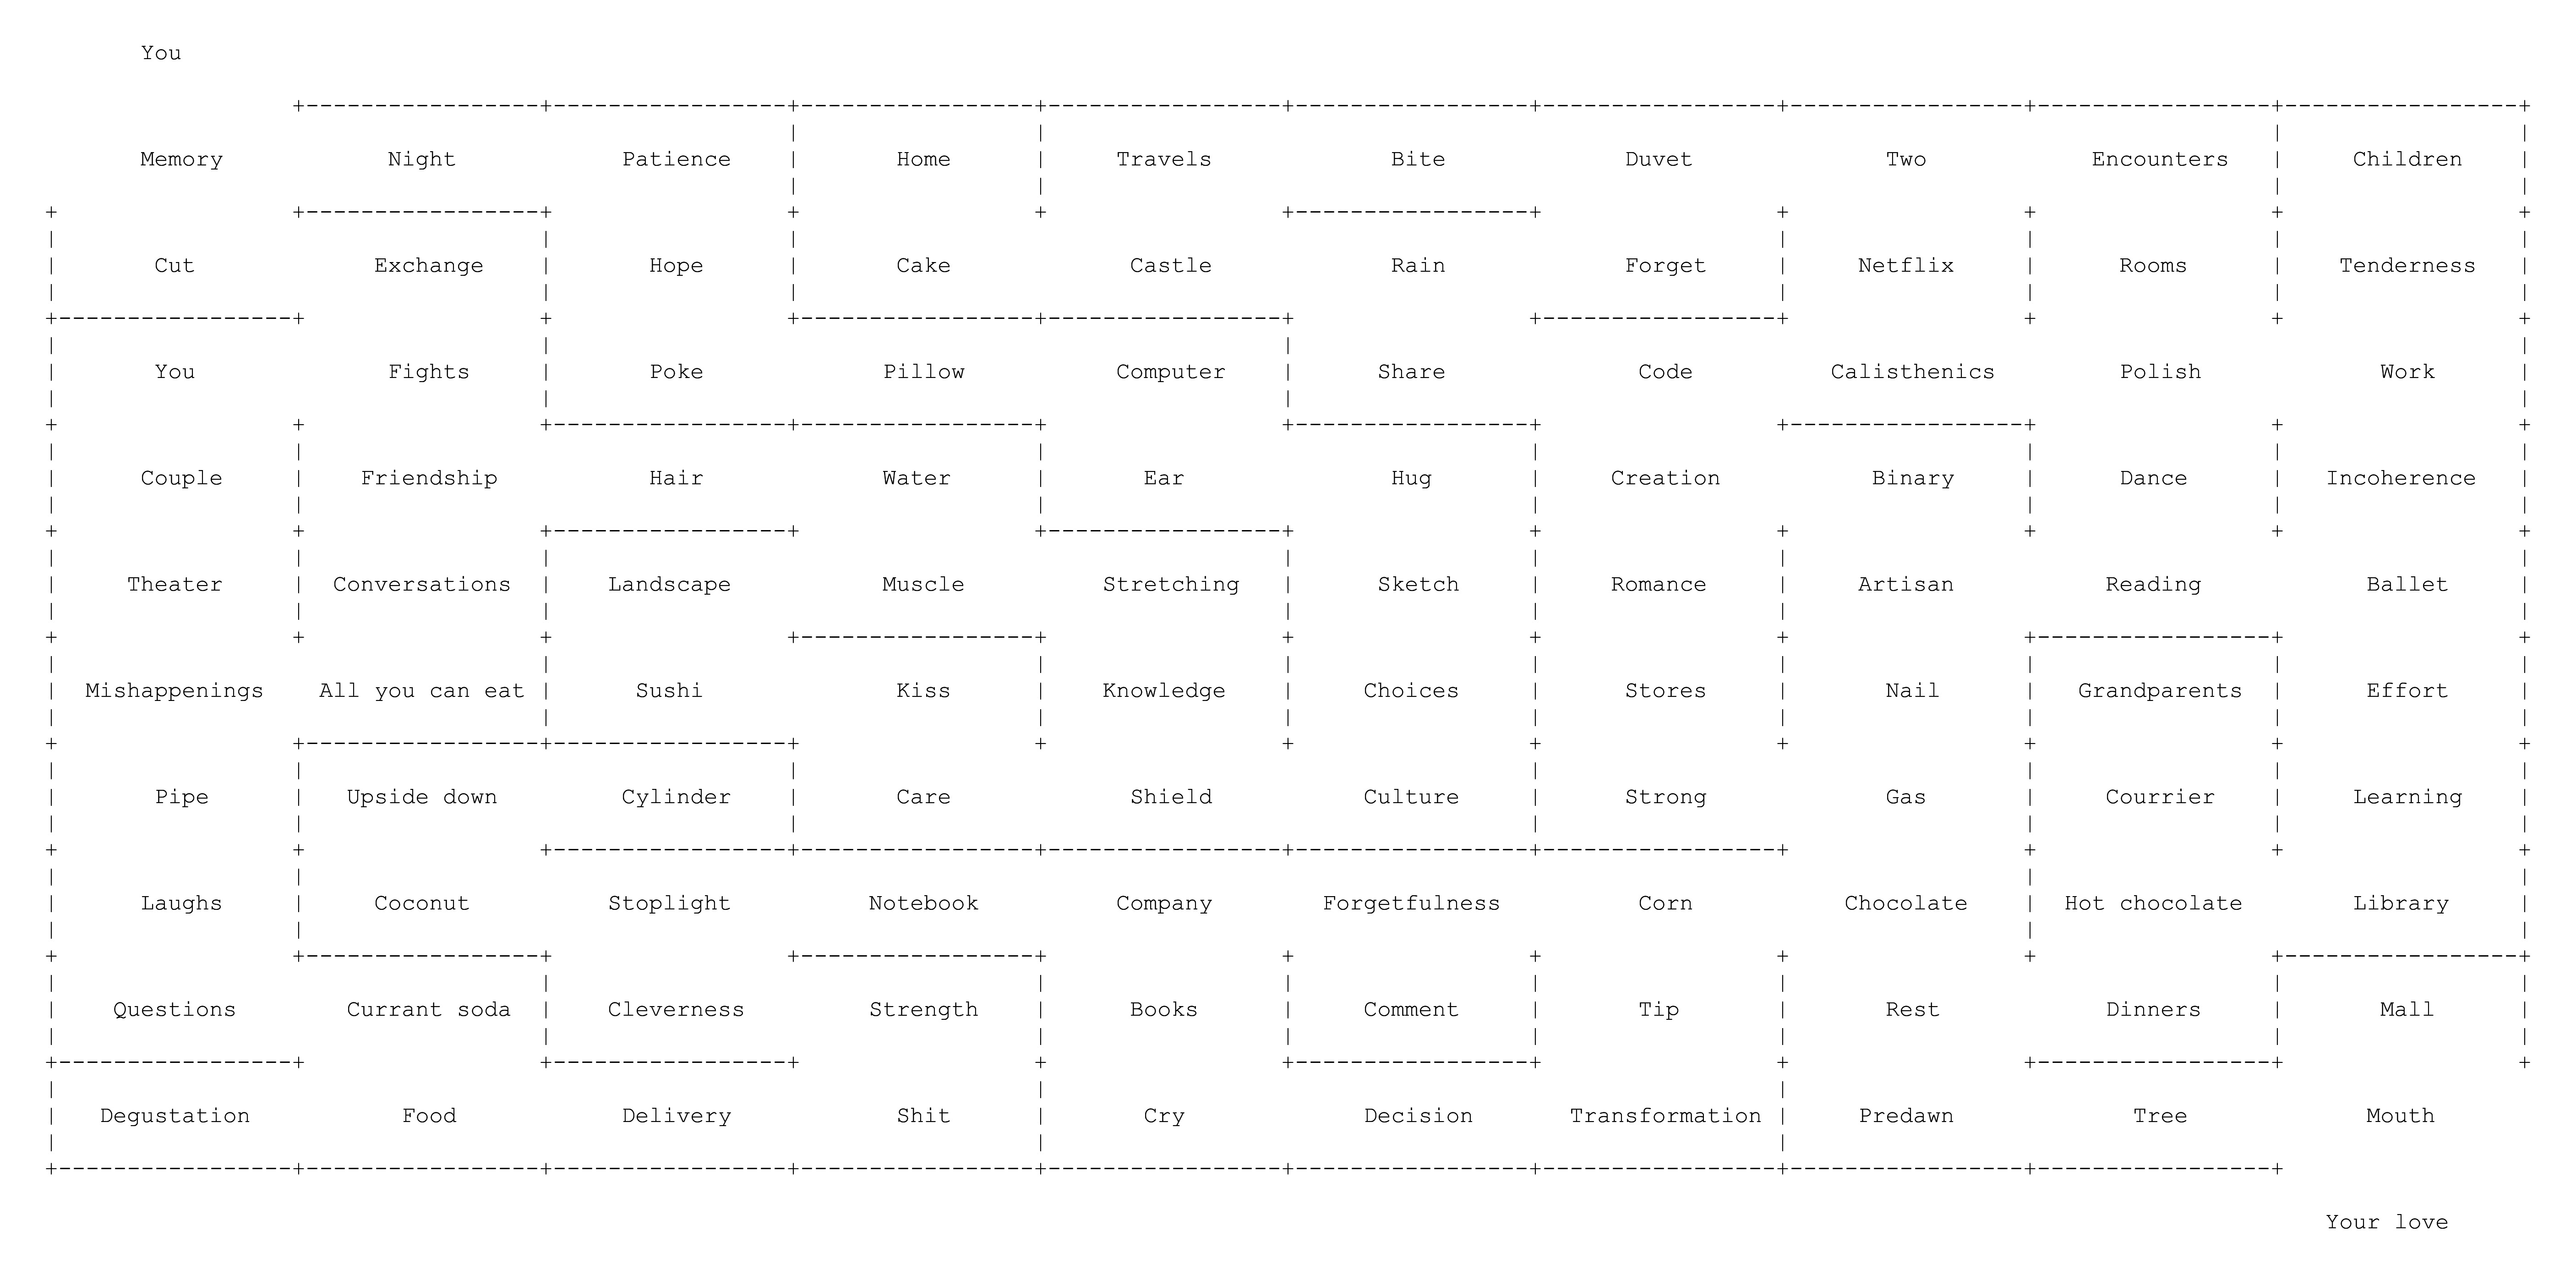 You
Memory Night Patience Home Travels Bite Duvet Two Encounters Children
Cut Exchange Hope Cake Castle Rain Forget Netflix Rooms Tenderness
You Fights Poke Pillow Computer Share Code Calisthenics Polish Work
Couple Friendship Hair Water Ear Hug Creation Binary Dance Incoherence
Theater Conversations Landscape Muscle Stretching Sketch Romance Artisan Reading Ballet
Mishappenings All you can eat Sushi Kiss Knowledge Choices Stores Nail Grandparents Effort
Pipe Upside down Cylinder Care Shield Culture Strong Gas Courrier Learning
Laughs Coconut Stoplight Notebook Company Forgetfulness Corn Chocolate Hot chocolate Library
Questions Currant soda Cleverness Strength Books Comment Tip Rest Dinners Mall
Degustation Food Delivery Shit Cry Decision Transformation Predawn Tree Mouth
Your love